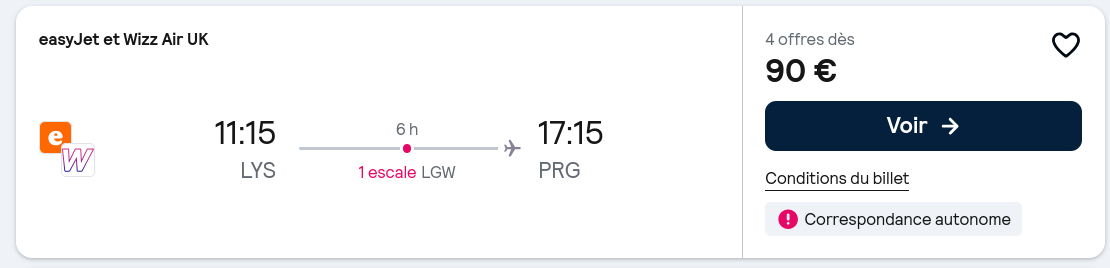 easyJet et Wizz Air UK
e
W
11:15
LYS
6 h
1 escale LGW
17:15
PRG
4 offres dès
90 €
Voir
Conditions du billet
Correspondance autonome